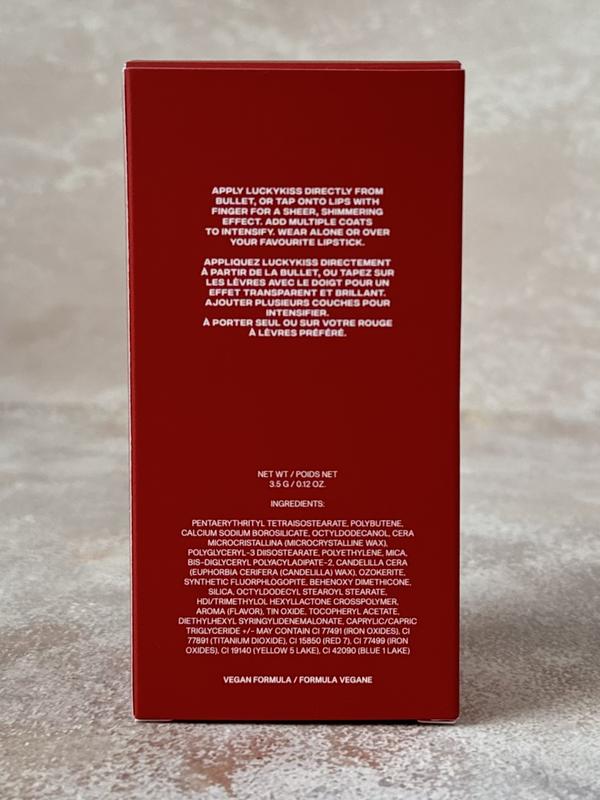 APPLY LUCKYKISS DIRECTLY FROM
BULLET, OR TAP ONTO LIPS WITH
FINGER FOR A SHEER, SHIMMERING
EFFECT. ADD MULTIPLE COATS
TO INTENSIFY. WEAR ALONE OR OVER
YOUR FAVOURITE LIPSTICK.
APPLIQUEZ LUCKYKISS DIRECTEMENT
À PARTIR DE LA BULLET, OU TAPEZ SUR
LES LÈVRES AVEC LE DOIGT POUR UN
EFFET TRANSPARENT ET BRILLANT.
AJOUTER PLUSIEURS COUCHES POUR
INTENSIFIER.
À PORTER SEUL OU SUR VOTRE ROUGE
À LÈVRES PRÉFÉRÉ.
NET WT / POIDS NET
3.5 G / 0.12 OZ.
INGREDIENTS:
PENTAERYTHRITYL TETRAISOSTEARATE, POLYBUTENE,
CALCIUM SODIUM BOROSILICATE, OCTYLDODECANOL, CERA
MICROCRISTALLINA (MICROCRYSTALLINE WAX),
POLYGLYCERYL-3 DIISOSTEARATE, POLYETHYLENE, MICA,
BIS-DIGLYCERYL POLYACYLADIPATE-2, CANDELILLA CERA
(EUPHORBIA CERIFERA (CANDELILLA) WAX), OZOKERITE,
SYNTHETIC FLUORPHLOGOPITE, BEHENOXY DIMETHICONE,
SILICA, OCTYLDODECYL STEAROYL STEARATE,
HDI/TRIMETHYLOL HEXYLLACTONE CROSSPOLYMER,
AROMA (FLAVOR), TIN OXIDE, TOCOPHERYL ACETATE,
DIETHYLHEXYL SYRINGYLIDENEMALONATE, CAPRYLIC/CAPRIC
TRIGLYCERIDE +/- MAY CONTAIN CI 77491 (IRON OXIDES), CI
77891 (TITANIUM DIOXIDE), CI 15850 (RED 7), CI 77499 (IRON
OXIDES), CI 19140 (YELLOW 5 LAKE), CI 42090 (BLUE 1 LAKE)
VEGAN FORMULA / FORMULA VEGANE